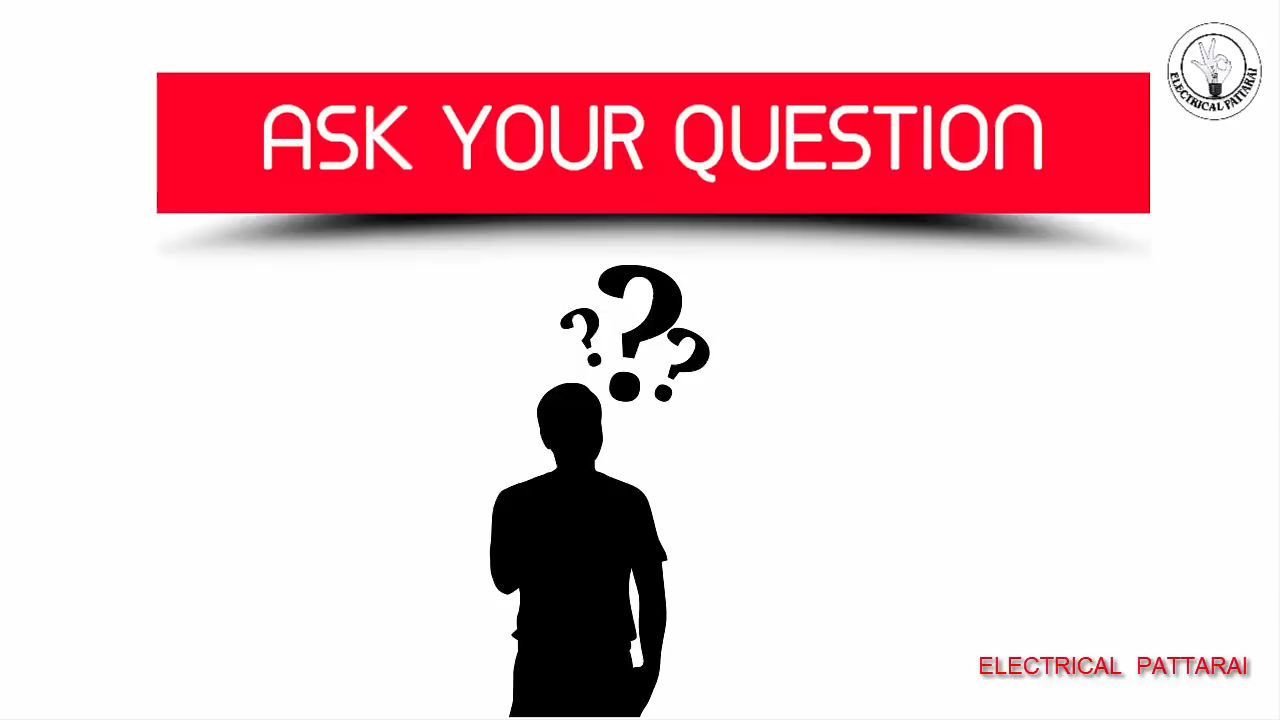 ASK YOUR QUESTION
ELECTRICAL PATTARAI
? ? ?
ELECTRICAL PATTARAI